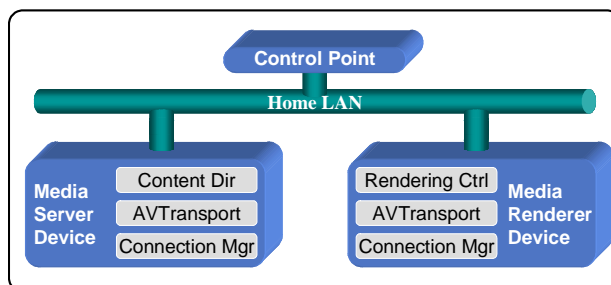 Control Point
Home LAN
Media
Server
Device
Content Dir
AVTransport
Connection Mgr
Rendering Ctrl
AVTransport
Connection Mgr
Media
Renderer
Device